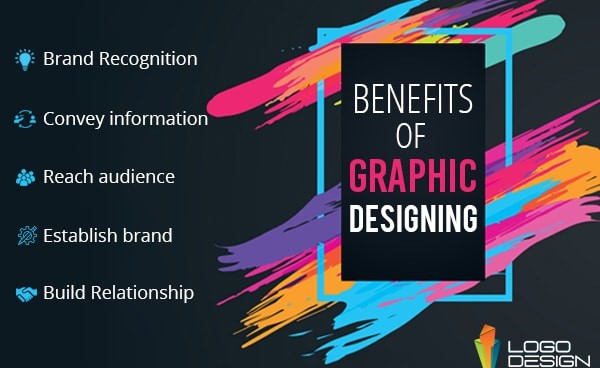 Brand Recognition
Convey information
Reach audience
Establish brand
Build Relationship
BENEFITS
OF
GRAPHIC
DESIGNING
LOGO
DESIGN